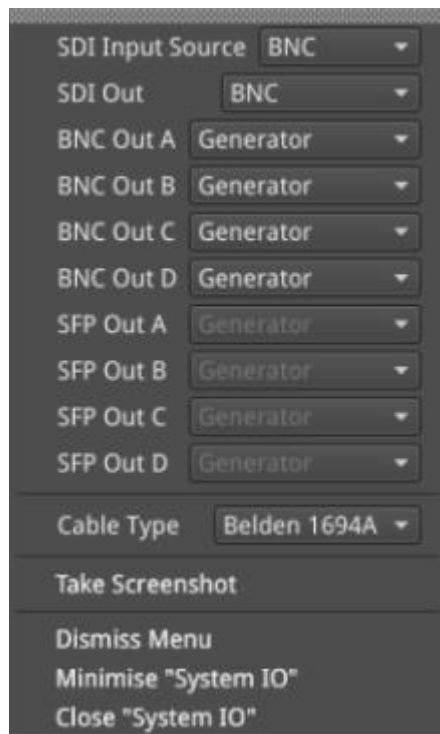 SDI Input Source BNC
SDI Out BNC
BNC Out A Generator
BNC Out B Generator
BNC Out C Generator
BNC Out D Generator
SFP Out A Generator
SFP Out B Generator
SFP Out C Generator
SFP Out D Generator
Cable Type Belden 1694A
Take Screenshot
Dismiss Menu
Minimise "System IO"
Close "System IO"